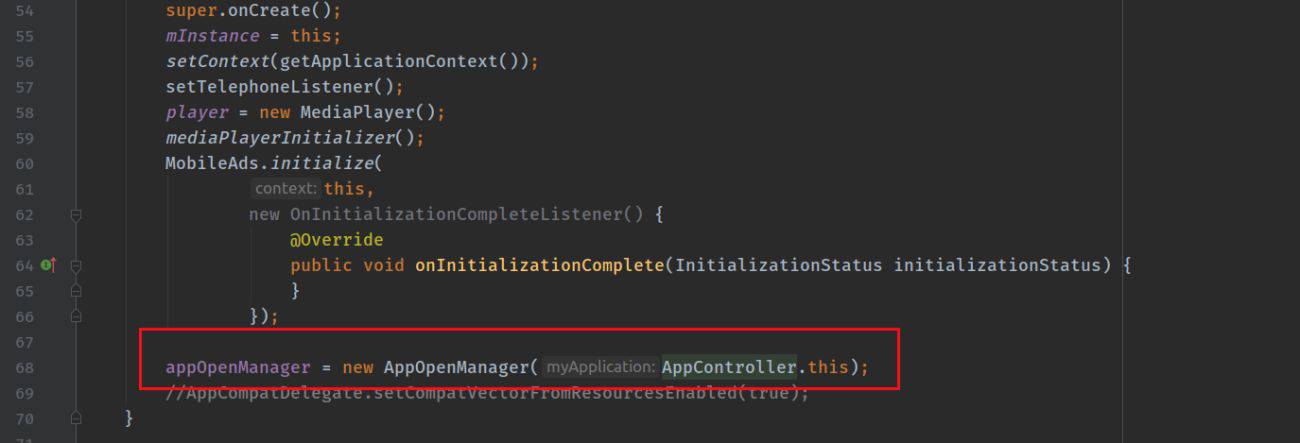 54 super.onCreate();
55 mInstance = this;
56 setContext(getApplicationContext());
57 setTelephoneListener();
58 player = new MediaPlayer();
59 mediaPlayerInitializer();
60 MobileAds.initialize(
61 context: this,
62 new OnInitializationCompleteListener() {
63 @Override
64 public void onInitializationComplete(InitializationStatus initializationStatus) {
65 }
66 });
67
68 appOpenManager = new AppOpenManager( myApplication: AppController.this);
69 //AppCompatDelegate.setCompatVectorFromResourcesEnabled(true);
70 }